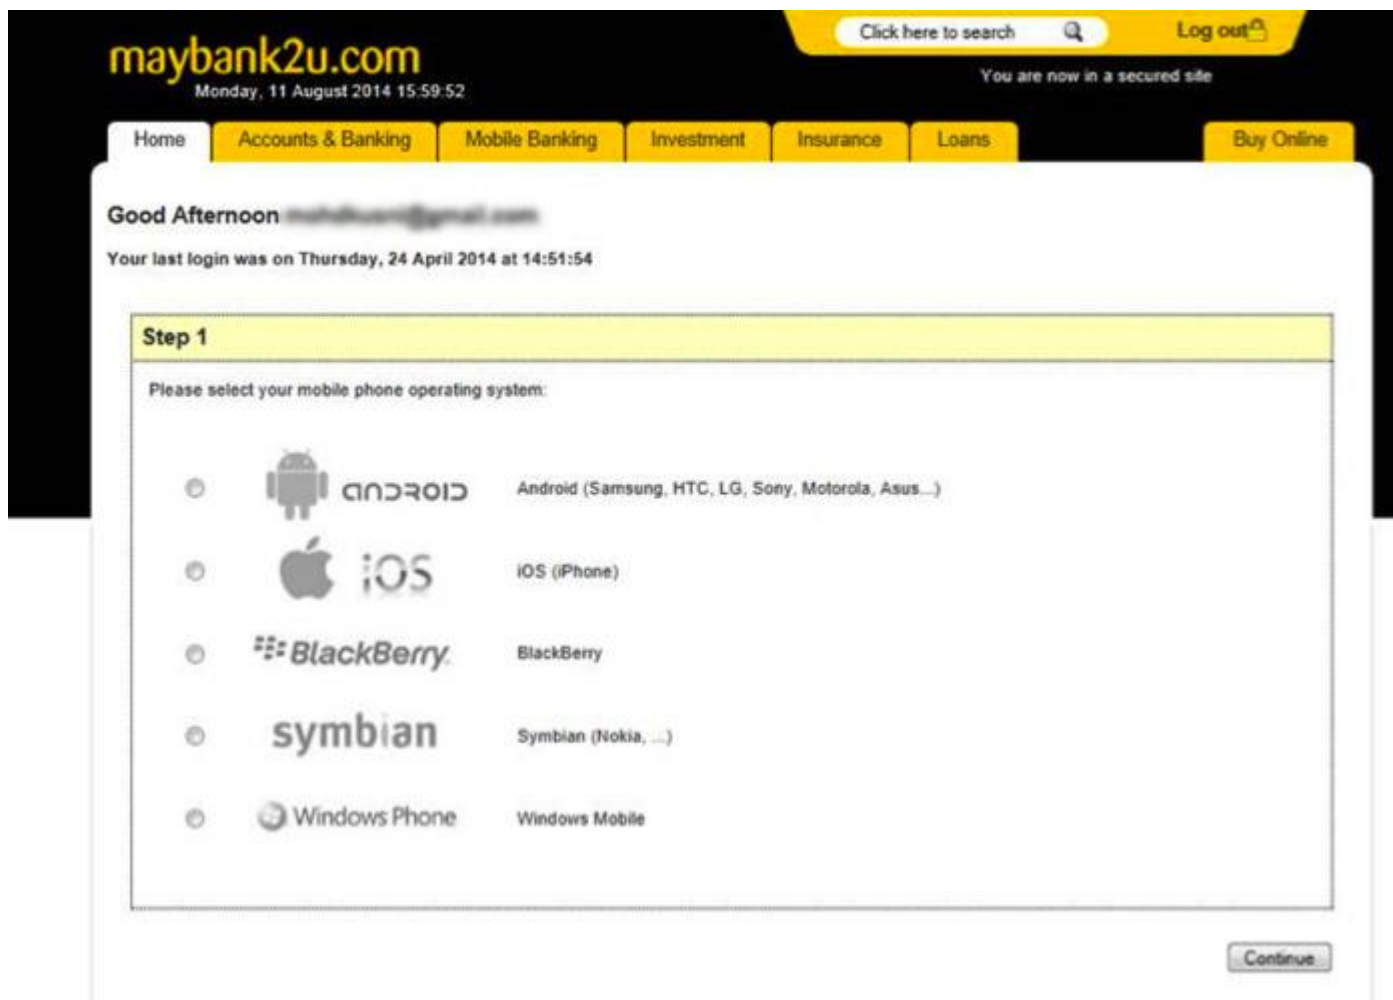 Click here to search
Log out
maybank2u.com
Monday, 11 August 2014 15:59:52
You are now in a secured site
Home Accounts & Banking Mobile Banking Investment Insurance Loans Buy Online
Good Afternoon
Your last login was on Thursday, 24 April 2014 at 14:51:54
Step 1
Please select your mobile phone operating system:
ANDROID Android (Samsung, HTC, LG, Sony, Motorola, Asus...)
iOS iOS (iPhone)
BlackBerry. BlackBerry
symbian Symbian (Nokia, ...)
Windows Phone Windows Mobile
Continue